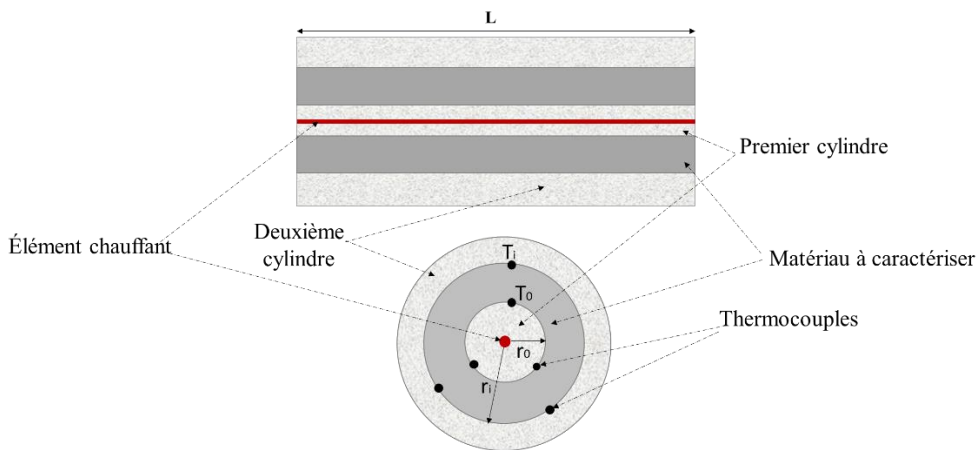 L
Premier cylindre
Élément chauffant
Deuxième
cylindre
Matériau à caractériser
Ti
T0
Thermocouples
r0
ri